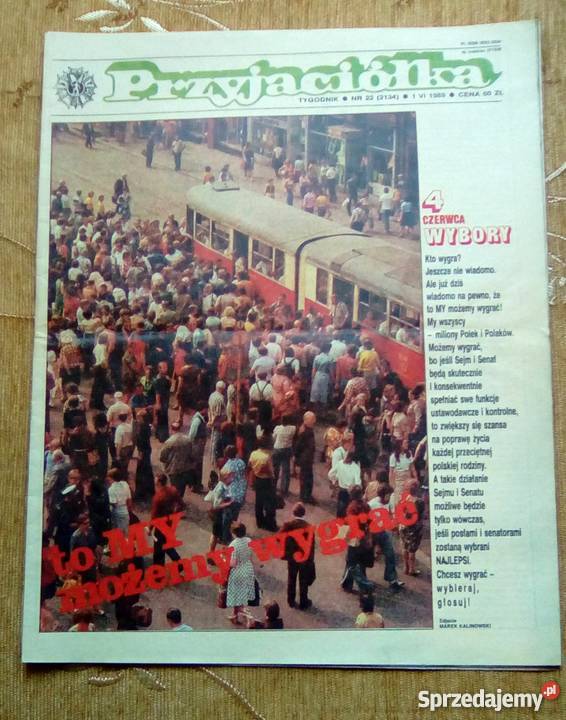 Przyjaciółka
TYGODNIK ● NR 22 (2134) ● 1 VI 1989 ● CENA 60 ZŁ
4
CZERWCA
WYBORY
Kto wygra?
Jeszcze nie wiadomo.
Ale już dziś
wiadomo na pewno, że
to MY możemy wygrać!
My wszyscy
– miliony Polek i Polaków.
Możemy wygrać,
bo jeśli Sejm i Senat
będą skutecznie
i konsekwentnie
spełniać swe funkcje
ustawodawcze i kontrolne,
to zwiększy się szansa
na poprawę życia
każdej przeciętnej
polskiej rodziny.
A takie działanie
Sejmu i Senatu
możliwe będzie
tylko wówczas,
jeśli posłami i senatorami
zostaną wybrani
NAJLEPSI.
Chcesz wygrać –
wybieraj,
głosuj!
Zdjęcie
MAREK KALINOWSKI
to MY
możemy wygrać
Sprzedajemy.pl